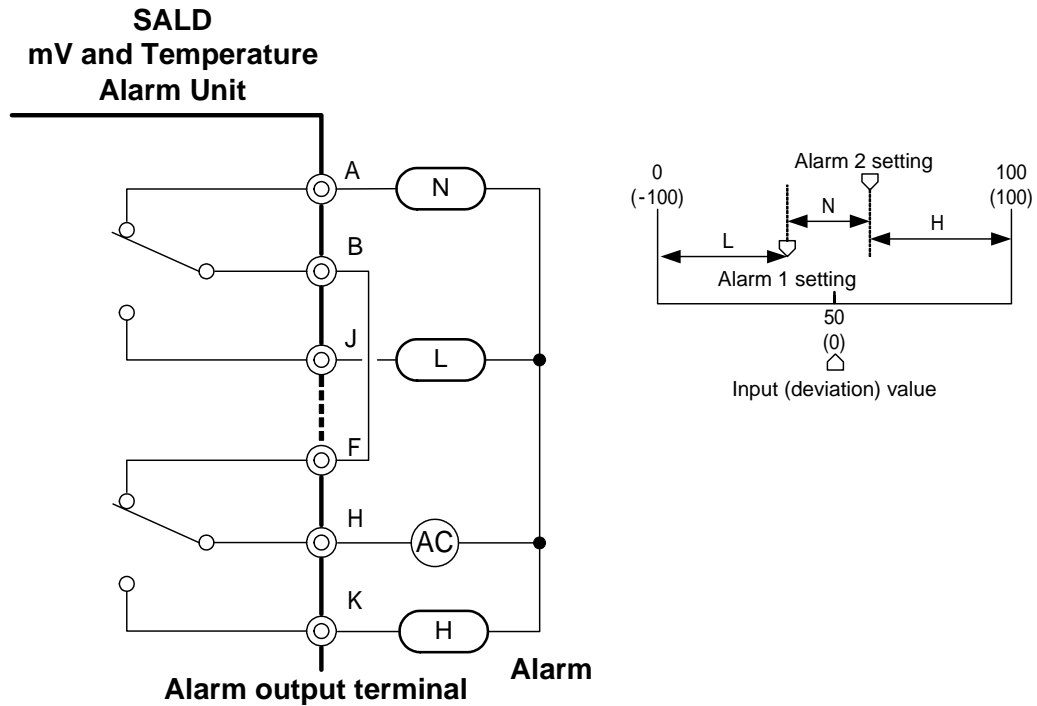 SALD
mV and Temperature
Alarm Unit
A
N
B
J
L
F
H
AC
K
H
Alarm
Alarm output terminal
Alarm 2 setting
0
(-100)
100
(100)
N
L
H
Alarm 1 setting
50
(0)
Input (deviation) value